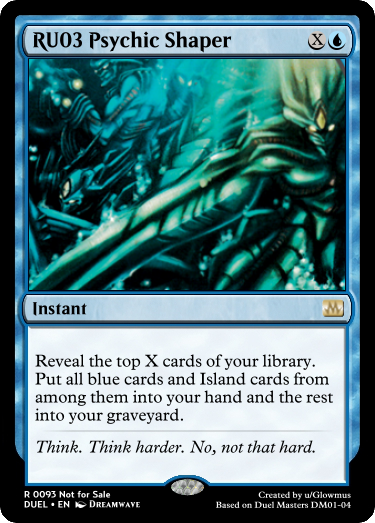 RU03 Psychic Shaper X
Instant
Reveal the top X cards of your library.
Put all blue cards and Island cards from
among them into your hand and the rest
into your graveyard.
Think. Think harder. No, not that hard.
R 0093 Not for Sale
DUEL • EN Dreamwave
Created by u/Glowmus
Based on Duel Masters DM01-04